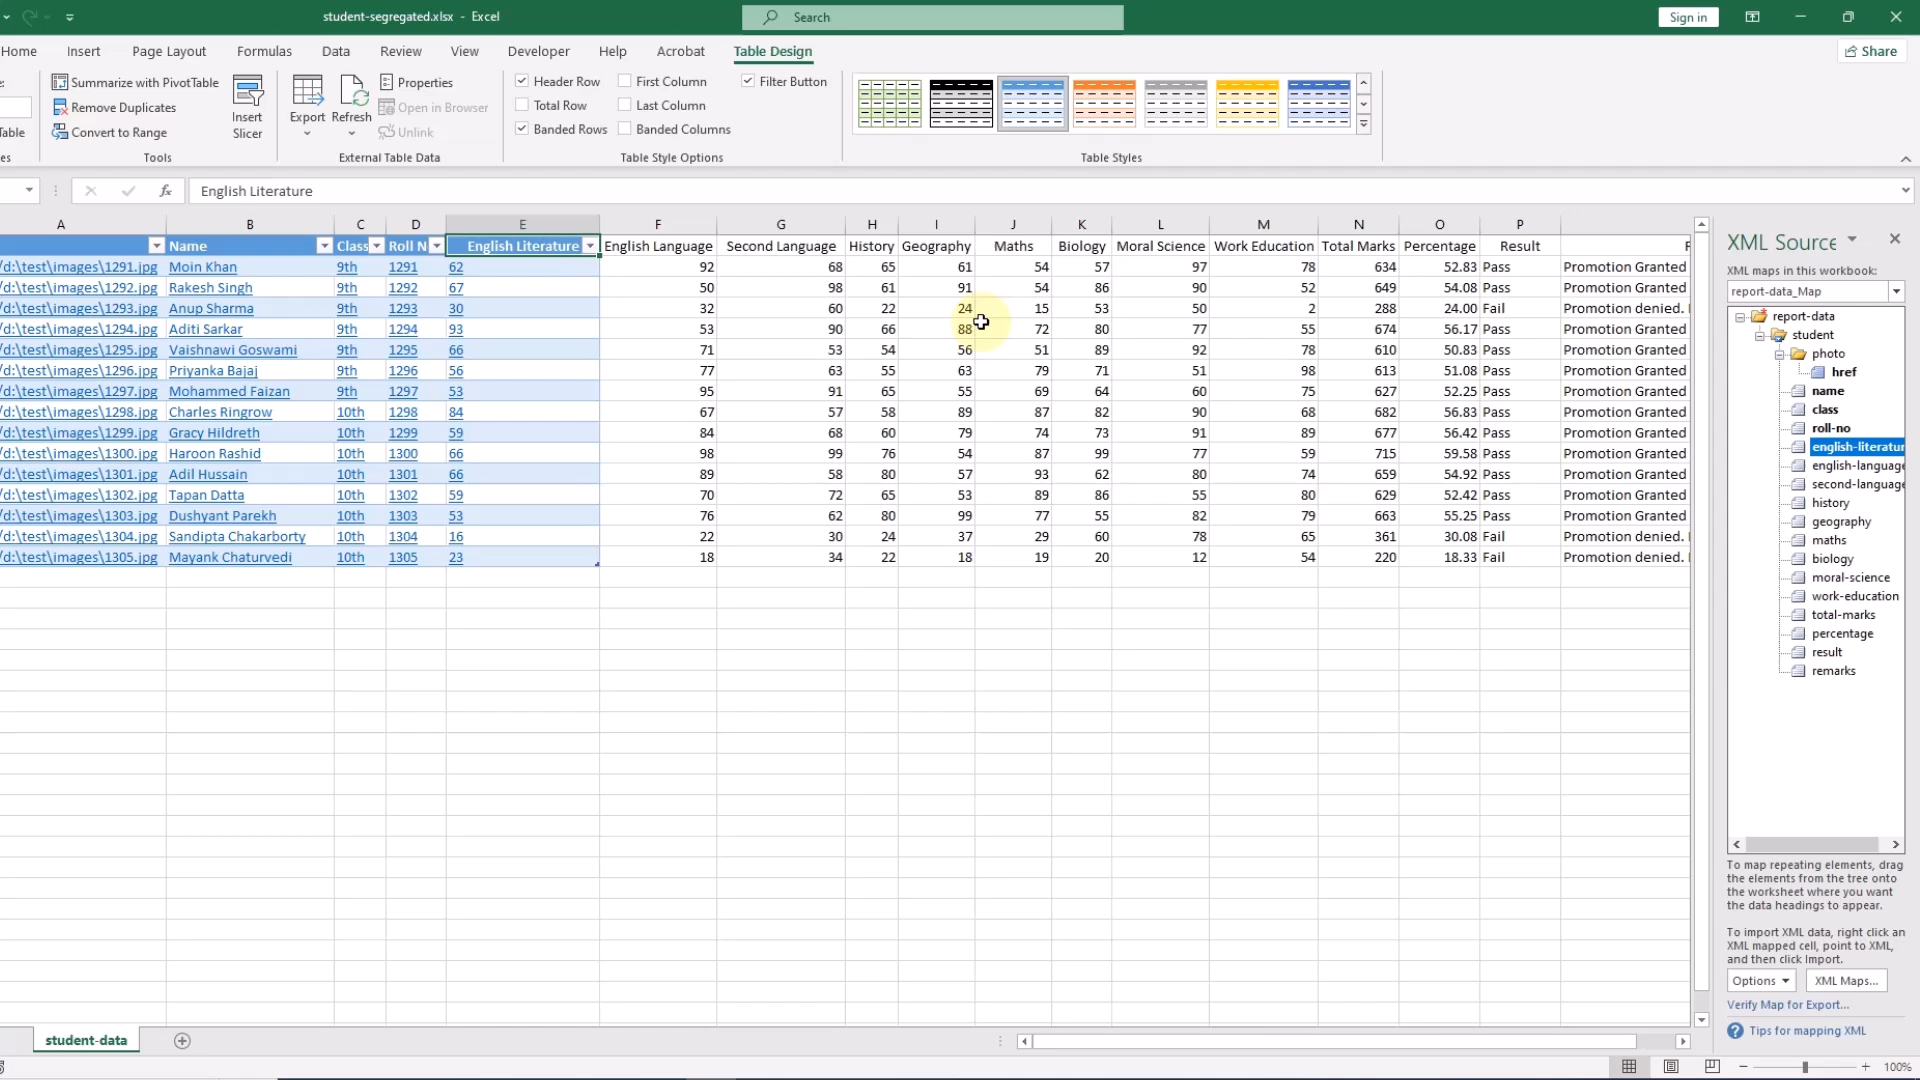 student-segregated.xlsx - Excel
Search
Sign in
Home Insert Page Layout Formulas Data Review View Developer Help Acrobat Table Design
Share
Summarize with PivotTable
Remove Duplicates
Convert to Range
Tools
Insert Slicer
Export
Refresh
Properties
Open in Browser
Unlink
External Table Data
Header Row First Column Filter Button
Total Row Last Column
Banded Rows Banded Columns
Table Style Options
Table Styles
fx English Literature
A B C D E F G H I J K L M N O P
Name Class Roll N English Literature English Language Second Language History Geography Maths Biology Moral Science Work Education Total Marks Percentage Result
/d:\test\images\1291.jpg Moin Khan 9th 1291 62 92 68 65 61 54 57 97 78 634 52.83 Pass Promotion Granted
/d:\test\images\1292.jpg Rakesh Singh 9th 1292 67 50 98 61 91 54 86 90 52 649 54.08 Pass Promotion Granted
/d:\test\images\1293.jpg Anup Sharma 9th 1293 30 32 60 22 24 15 53 50 2 288 24.00 Fail Promotion denied.
/d:\test\images\1294.jpg Aditi Sarkar 9th 1294 93 53 90 66 88 72 80 77 55 674 56.17 Pass Promotion Granted
/d:\test\images\1295.jpg Vaishnawi Goswami 9th 1295 66 71 53 54 56 51 89 92 78 610 50.83 Pass Promotion Granted
/d:\test\images\1296.jpg Priyanka Bajaj 9th 1296 56 77 63 55 63 79 71 51 98 613 51.08 Pass Promotion Granted
/d:\test\images\1297.jpg Mohammed Faizan 9th 1297 53 95 91 65 55 69 64 60 75 627 52.25 Pass Promotion Granted
/d:\test\images\1298.jpg Charles Ringrow 10th 1298 84 67 57 58 89 87 82 90 68 682 56.83 Pass Promotion Granted
/d:\test\images\1299.jpg Gracy Hildreth 10th 1299 59 84 68 60 79 74 73 91 89 677 56.42 Pass Promotion Granted
/d:\test\images\1300.jpg Haroon Rashid 10th 1300 66 98 99 76 54 87 99 77 59 715 59.58 Pass Promotion Granted
/d:\test\images\1301.jpg Adil Hussain 10th 1301 66 89 58 80 57 93 62 80 74 659 54.92 Pass Promotion Granted
/d:\test\images\1302.jpg Tapan Datta 10th 1302 59 70 72 65 53 89 86 55 80 629 52.42 Pass Promotion Granted
/d:\test\images\1303.jpg Dushyant Parekh 10th 1303 53 76 62 80 99 77 55 82 79 663 55.25 Pass Promotion Granted
/d:\test\images\1304.jpg Sandipta Chakarborty 10th 1304 16 22 30 24 37 29 60 78 65 361 30.08 Fail Promotion denied.
/d:\test\images\1305.jpg Mayank Chaturvedi 10th 1305 23 18 34 22 18 19 20 12 54 220 18.33 Fail Promotion denied.
XML Source
XML maps in this workbook:
report-data_Map
report-data
student
photo
href
name
class
roll-no
english-literatur
english-language
second-language
history
geography
maths
biology
moral-science
work-education
total-marks
percentage
result
remarks
To map repeating elements, drag
the elements from the tree onto
the worksheet where you want
the data headings to appear.
To import XML data, right click an
XML mapped cell, point to XML,
and then click Import.
Options XML Maps...
Verify Map for Export...
Tips for mapping XML
student-data
100%